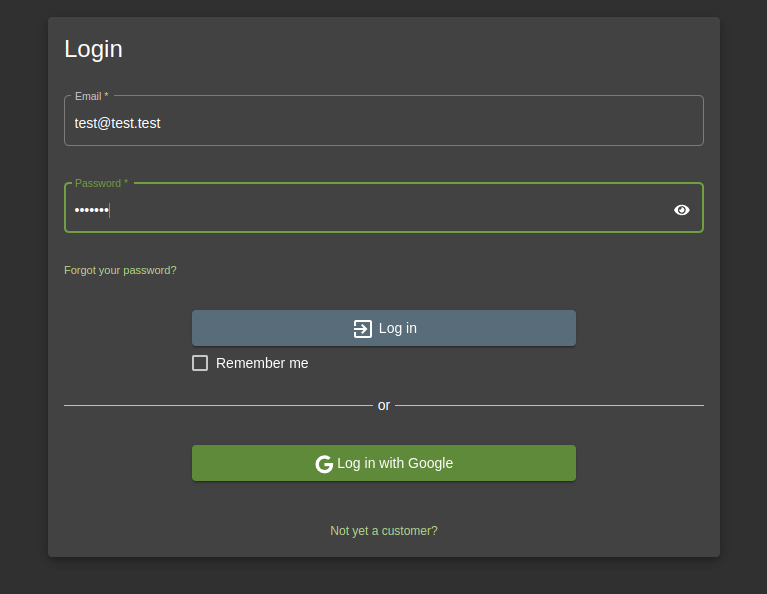 Login
Email *
test@test.test
Password *
•••••••
Forgot your password?
Log in
Remember me
or
Log in with Google
Not yet a customer?